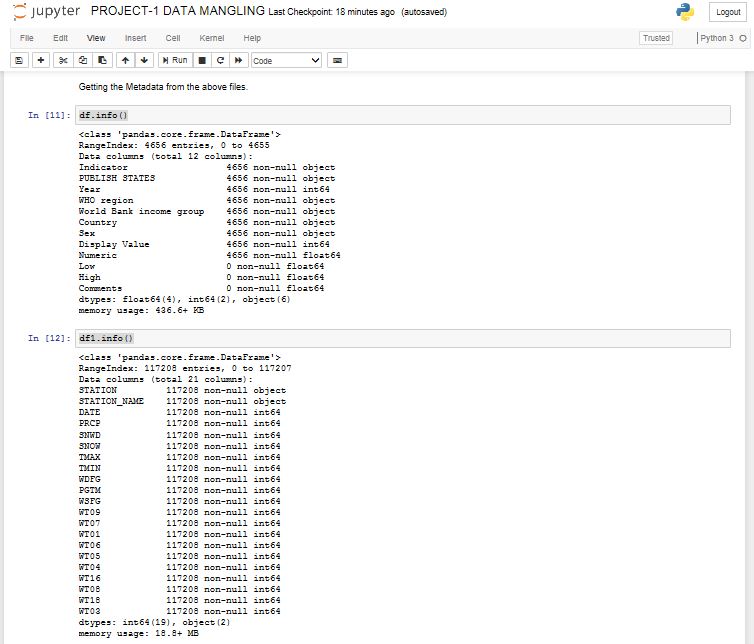 jupyter PROJECT-1 DATA MANGLING Last Checkpoint: 18 minutes ago (autosaved) Logout
File Edit View Insert Cell Kernel Help Trusted Python 3
Run Code
Getting the Metadata from the above files.
In [11]: df.info()
<class 'pandas.core.frame.DataFrame'>
RangeIndex: 4656 entries, 0 to 4655
Data columns (total 12 columns):
Indicator 4656 non-null object
PUBLISH STATES 4656 non-null object
Year 4656 non-null int64
WHO region 4656 non-null object
World Bank income group 4656 non-null object
Country 4656 non-null object
Sex 4656 non-null object
Display Value 4656 non-null int64
Numeric 4656 non-null float64
Low 0 non-null float64
High 0 non-null float64
Comments 0 non-null float64
dtypes: float64(4), int64(2), object(6)
memory usage: 436.6+ KB
In [12]: df1.info()
<class 'pandas.core.frame.DataFrame'>
RangeIndex: 117208 entries, 0 to 117207
Data columns (total 21 columns):
STATION 117208 non-null object
STATION_NAME 117208 non-null object
DATE 117208 non-null int64
PRCP 117208 non-null int64
SNWD 117208 non-null int64
SNOW 117208 non-null int64
TMAX 117208 non-null int64
TMIN 117208 non-null int64
WDFG 117208 non-null int64
PGTM 117208 non-null int64
WSFG 117208 non-null int64
WT09 117208 non-null int64
WT07 117208 non-null int64
WT01 117208 non-null int64
WT06 117208 non-null int64
WT05 117208 non-null int64
WT04 117208 non-null int64
WT16 117208 non-null int64
WT08 117208 non-null int64
WT18 117208 non-null int64
WT03 117208 non-null int64
dtypes: int64(19), object(2)
memory usage: 18.8+ MB